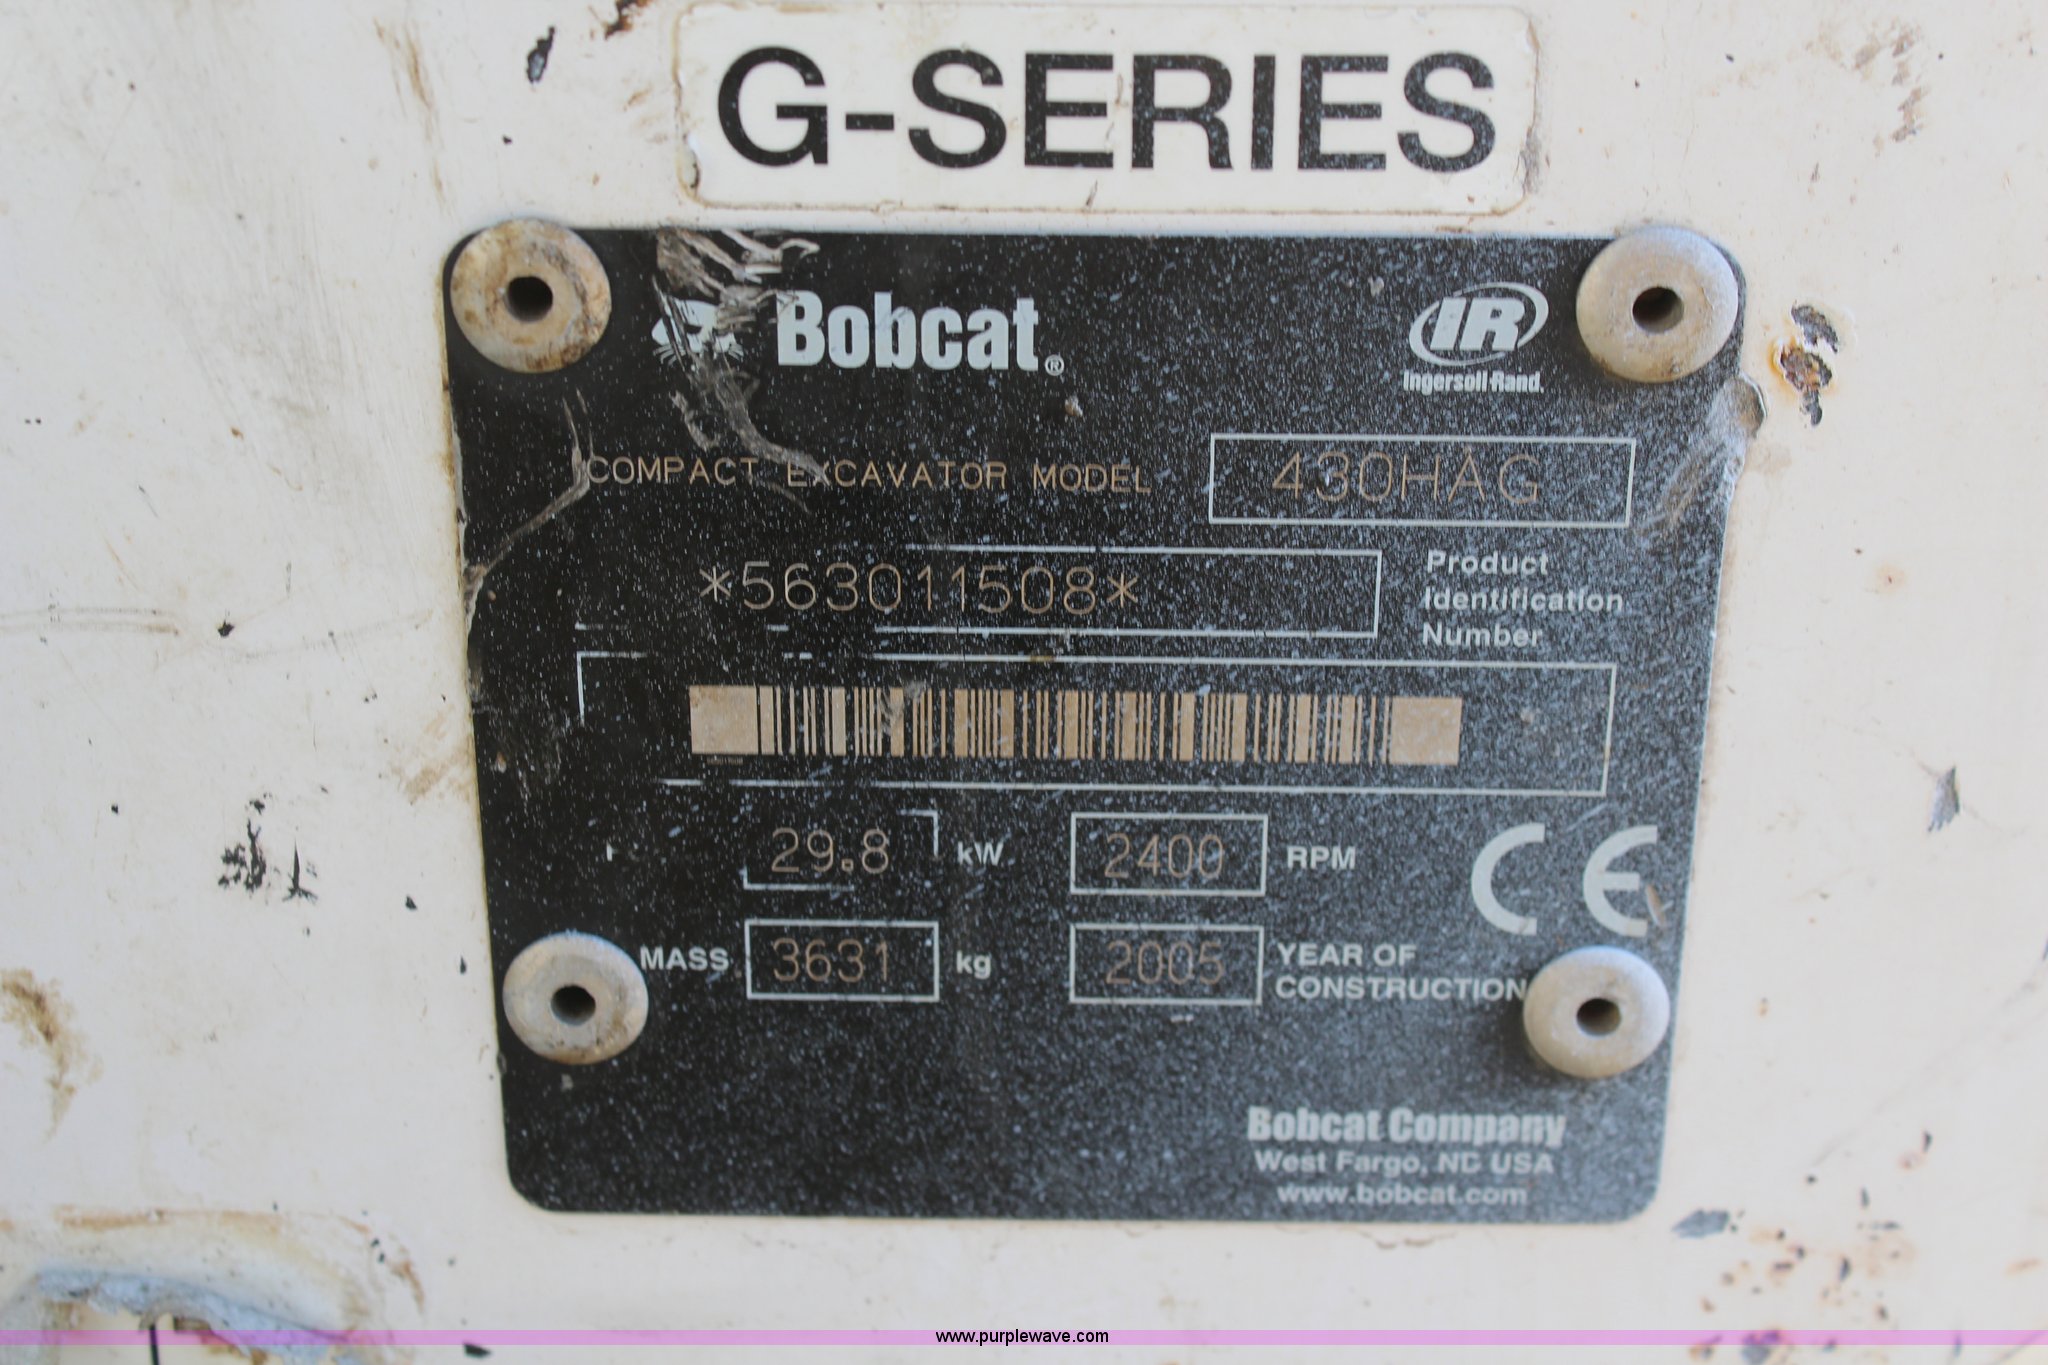 G-SERIES
Bobcat®
IR
Ingersoll-Rand
COMPACT EXCAVATOR MODEL 430HAG
*563011508* Product
Identification
Number
29.8 kW 2400 RPM CE
MASS 3631 kg 2005 YEAR OF
CONSTRUCTION
Bobcat Company
West Fargo, ND USA
www.bobcat.com
www.purplewave.com